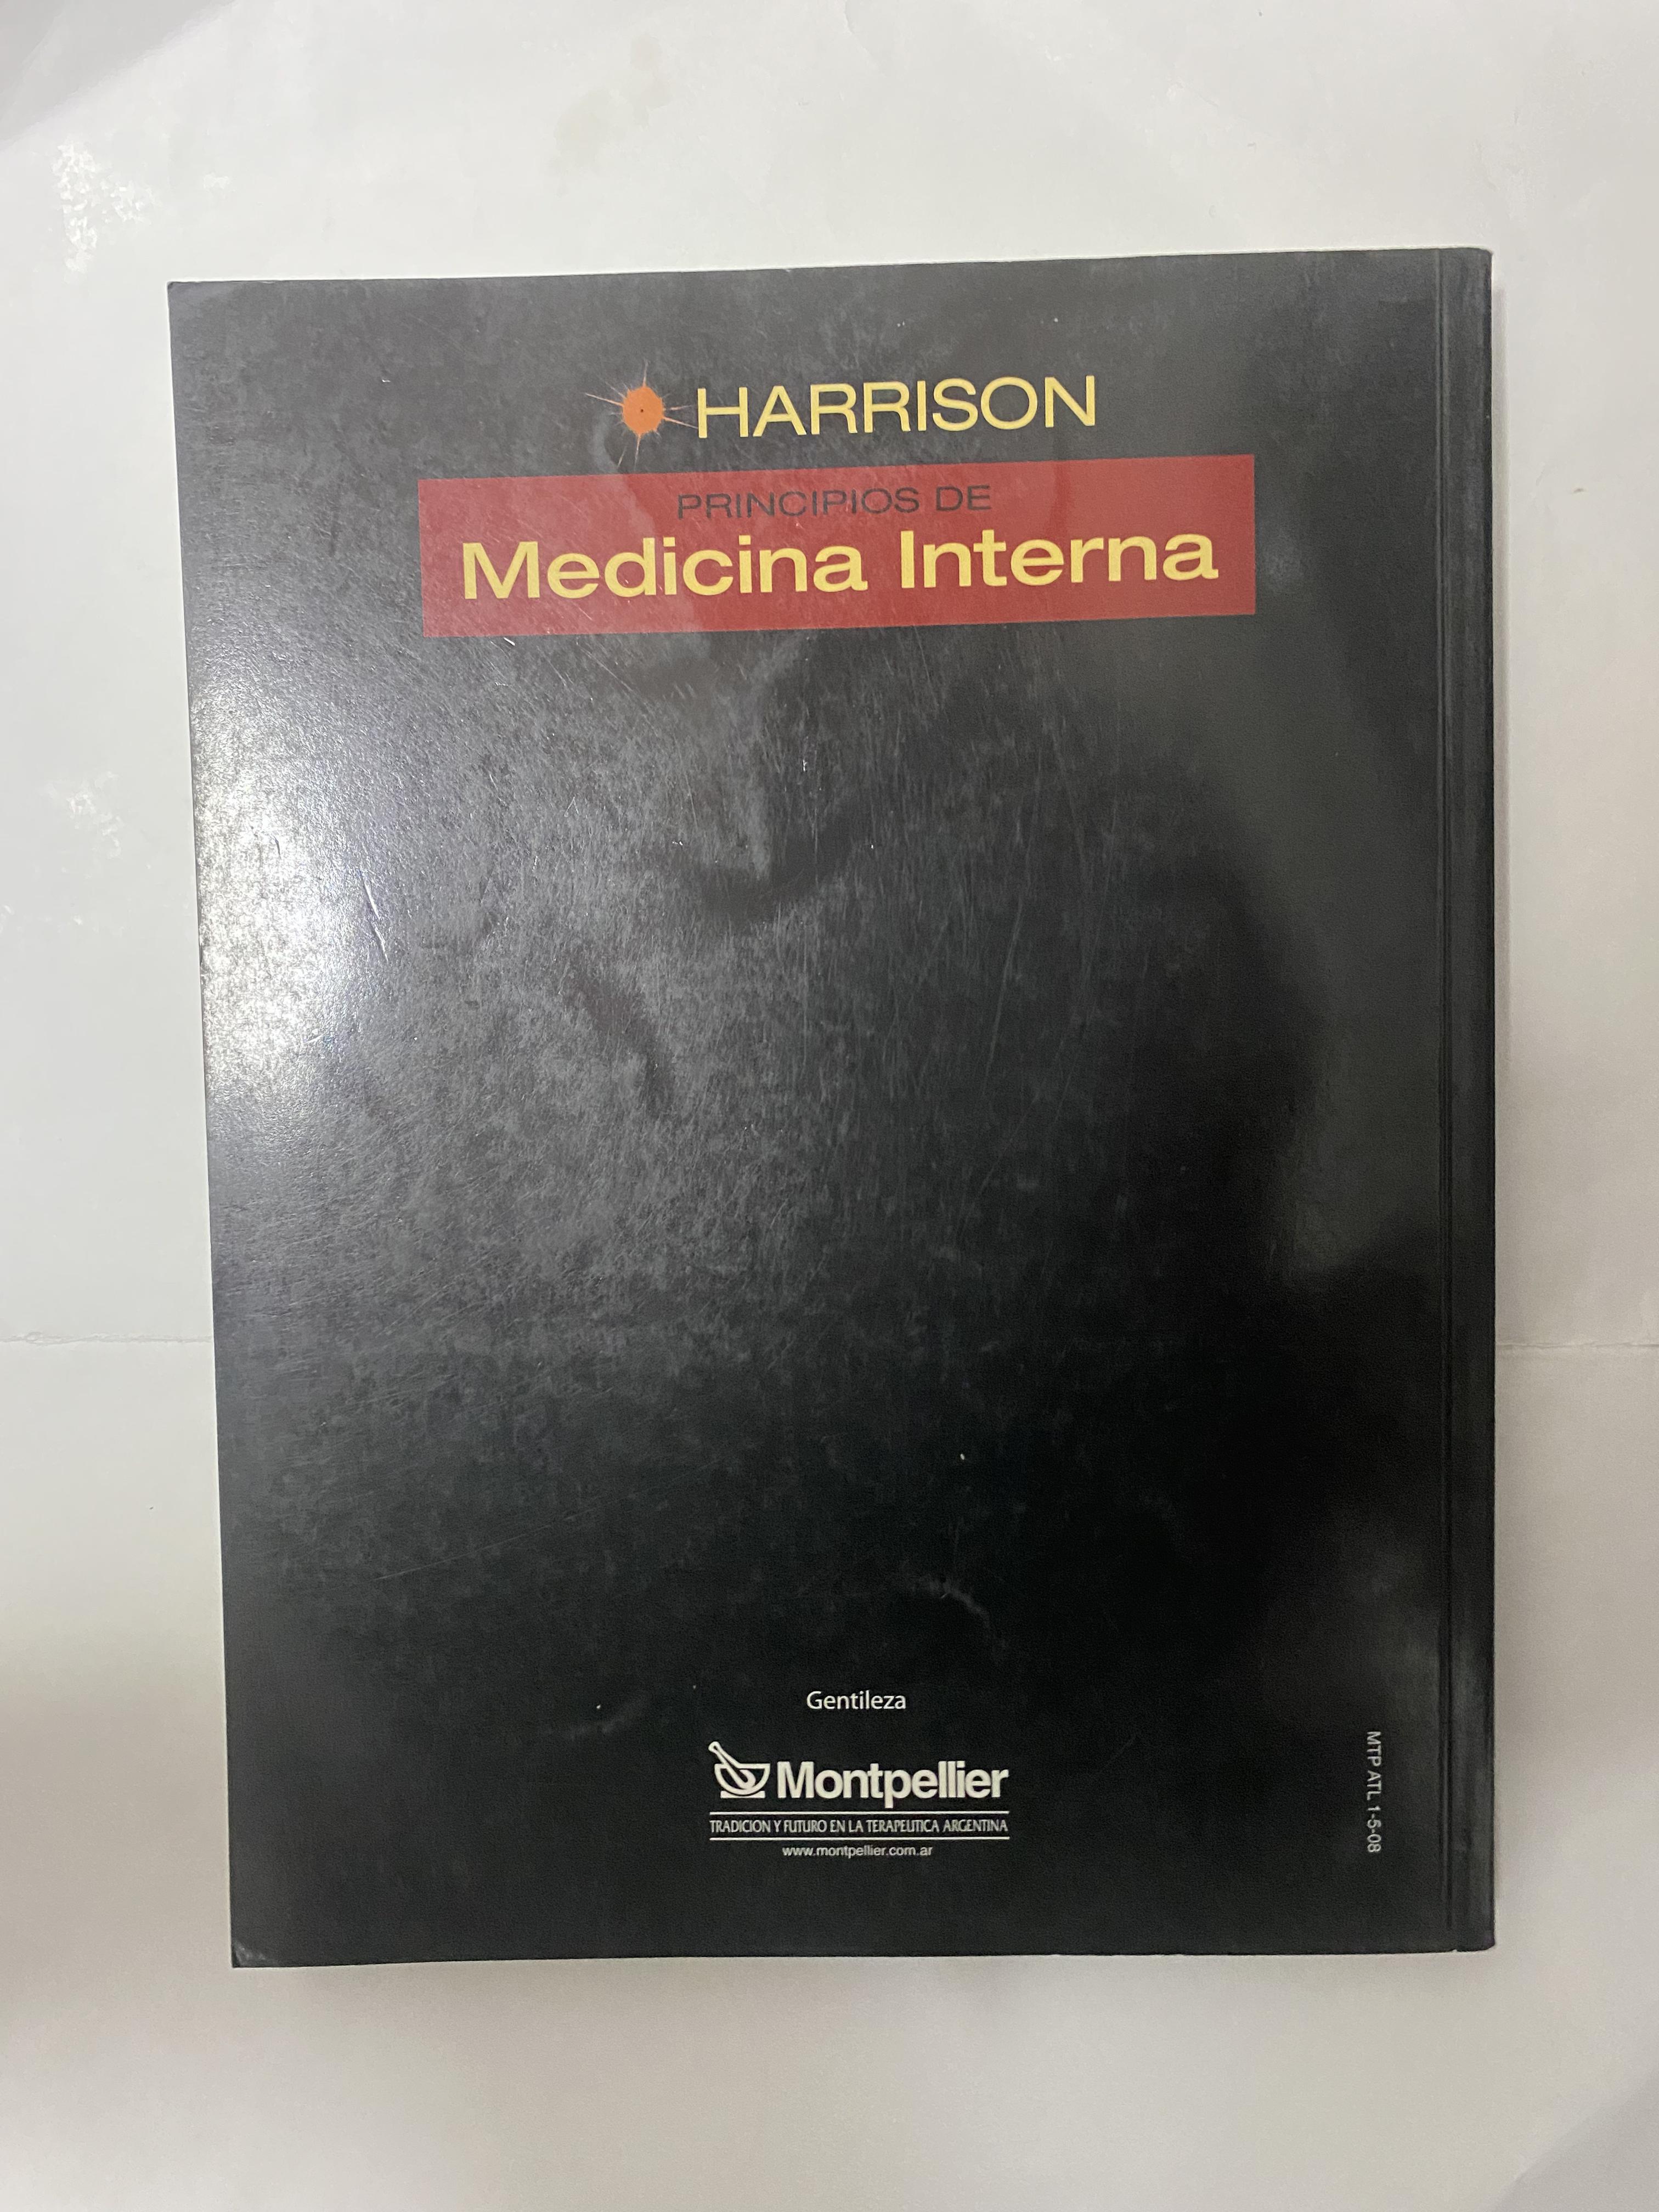 HARRISON
PRINCIPIOS DE
Medicina Interna
Gentileza
Montpellier
TRADICION Y FUTURO EN LA TERAPEUTICA ARGENTINA
www.montpellier.com.ar
MTP ATL 1-5-08